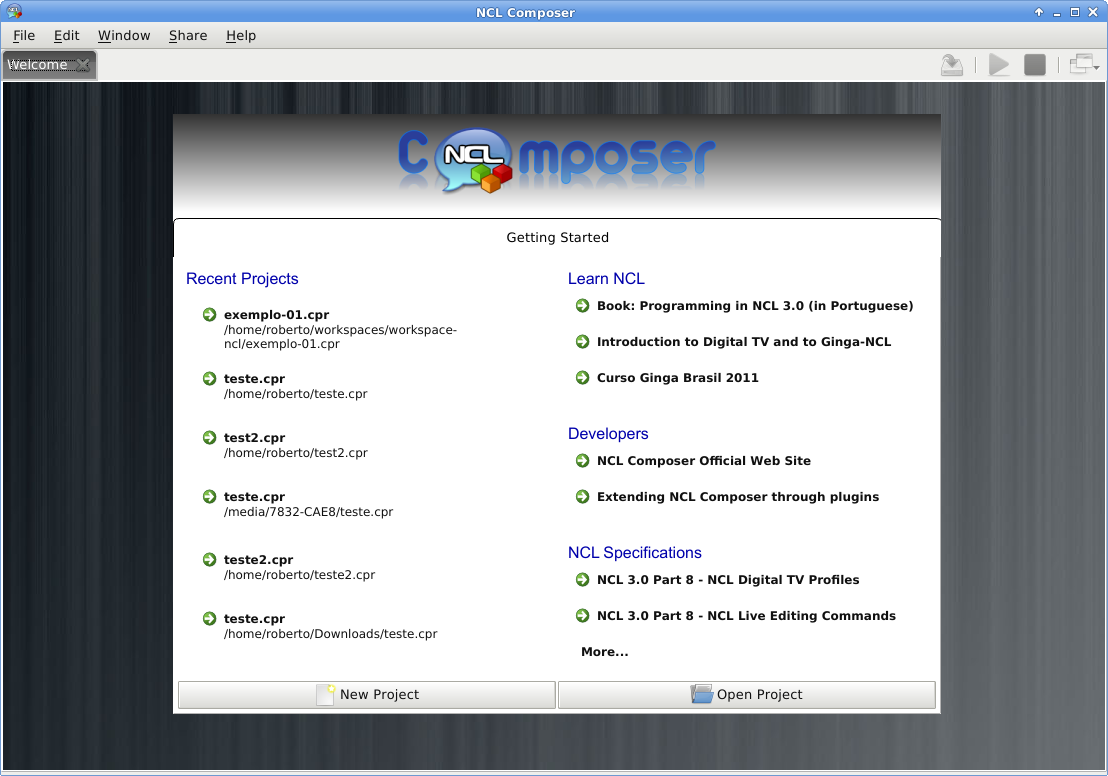 NCL Composer
File Edit Window Share Help
Welcome
C NCL mposer
Getting Started
Recent Projects
exemplo-01.cpr
/home/roberto/workspaces/workspace-
ncl/exemplo-01.cpr
teste.cpr
/home/roberto/teste.cpr
test2.cpr
/home/roberto/test2.cpr
teste.cpr
/media/7832-CAE8/teste.cpr
teste2.cpr
/home/roberto/teste2.cpr
teste.cpr
/home/roberto/Downloads/teste.cpr
Learn NCL
Book: Programming in NCL 3.0 (in Portuguese)
Introduction to Digital TV and to Ginga-NCL
Curso Ginga Brasil 2011
Developers
NCL Composer Official Web Site
Extending NCL Composer through plugins
NCL Specifications
NCL 3.0 Part 8 - NCL Digital TV Profiles
NCL 3.0 Part 8 - NCL Live Editing Commands
More...
New Project
Open Project